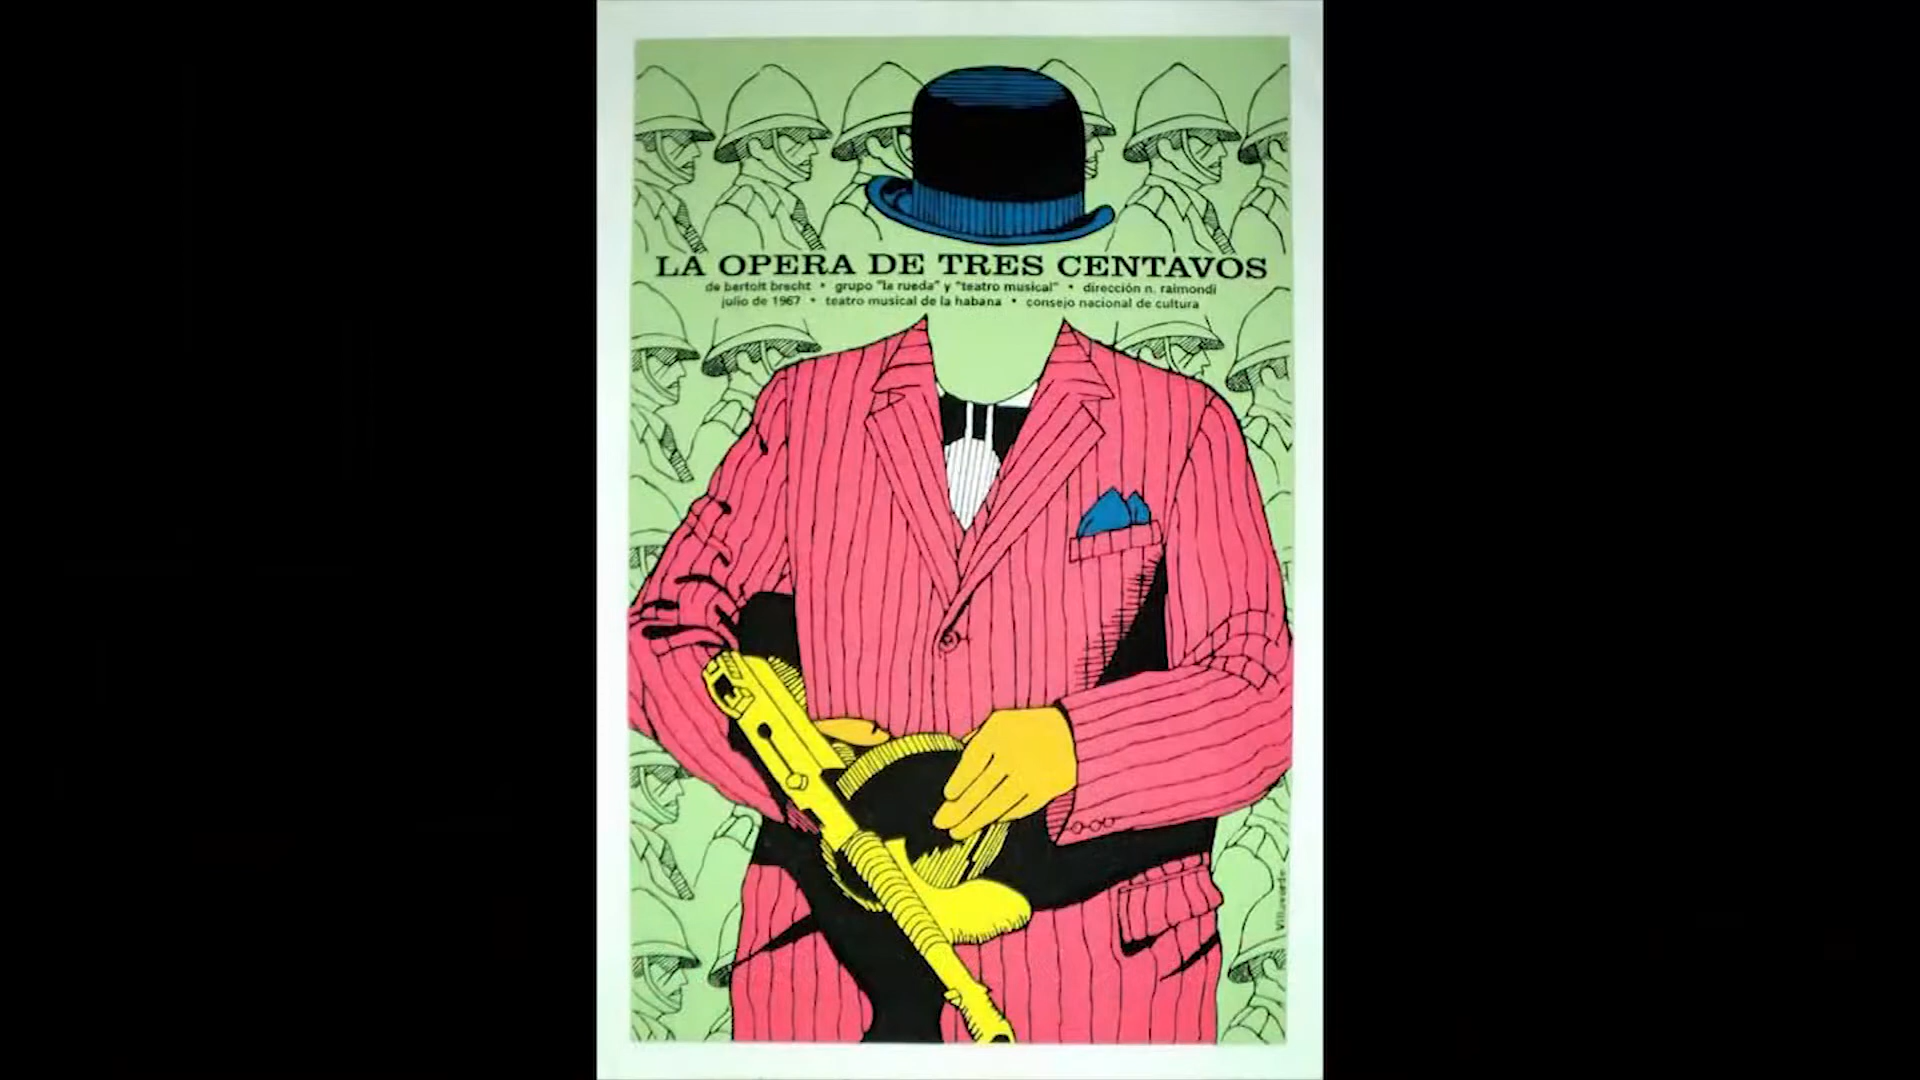 LA OPERA DE TRES CENTAVOS
de bertolt brecht • grupo "la rueda" y "teatro musical" • dirección n. raimondi
julio de 1967 • teatro musical de la habana • consejo nacional de cultura
Villaverde